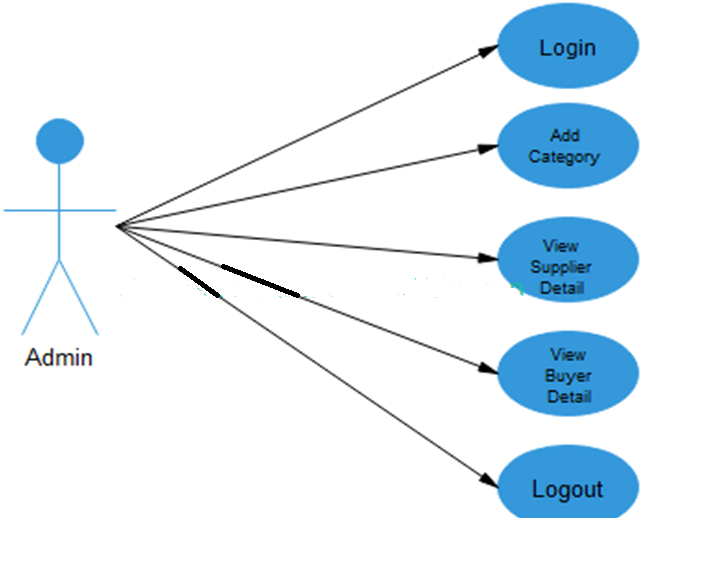 Login
Add
Category
View
Supplier
Detail
Admin
View
Buyer
Detail
Logout